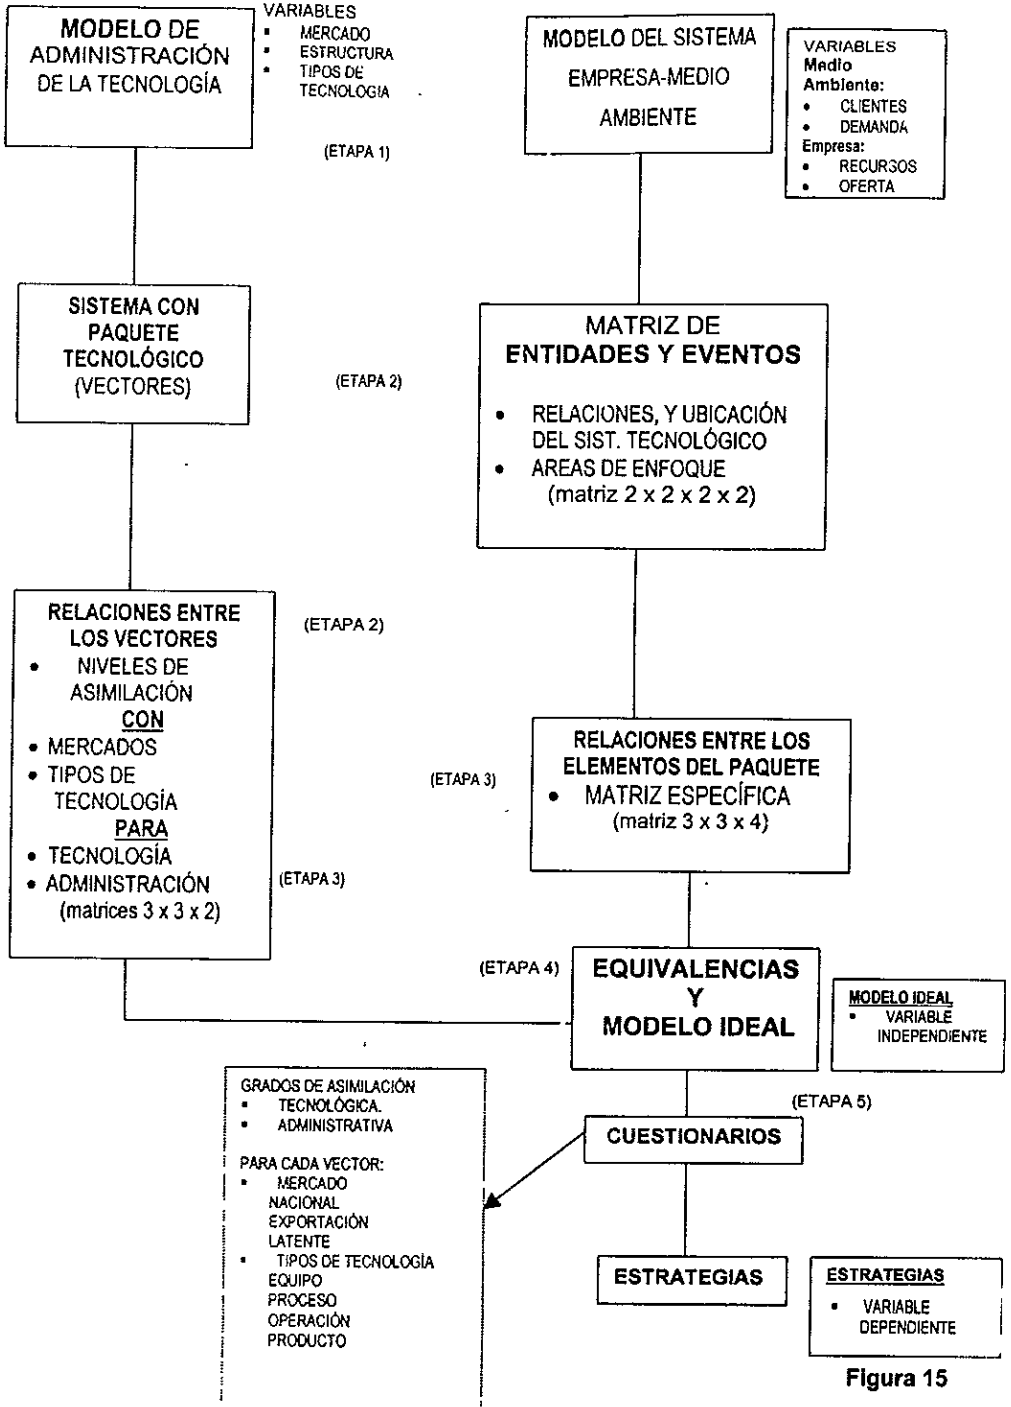 MODELO DE
ADMINISTRACIÓN
DE LA TECNOLOGÍA
VARIABLES
▪ MERCADO
▪ ESTRUCTURA
▪ TIPOS DE
TECNOLOGIA
(ETAPA 1)
MODELO DEL SISTEMA
EMPRESA-MEDIO
AMBIENTE
VARIABLES
Medio
Ambiente:
• CLIENTES
• DEMANDA
Empresa:
• RECURSOS
• OFERTA
SISTEMA CON
PAQUETE
TECNOLÓGICO
(VECTORES)
(ETAPA 2)
MATRIZ DE
ENTIDADES Y EVENTOS
• RELACIONES, Y UBICACIÓN
DEL SIST. TECNOLÓGICO
• AREAS DE ENFOQUE
(matriz 2 x 2 x 2 x 2)
RELACIONES ENTRE
LOS VECTORES
• NIVELES DE
ASIMILACIÓN
CON
• MERCADOS
• TIPOS DE
TECNOLOGÍA
PARA
• TECNOLOGÍA
• ADMINISTRACIÓN
(matrices 3 x 3 x 2)
(ETAPA 2)
(ETAPA 3)
(ETAPA 3)
RELACIONES ENTRE LOS
ELEMENTOS DEL PAQUETE
• MATRIZ ESPECÍFICA
(matriz 3 x 3 x 4)
(ETAPA 4)
EQUIVALENCIAS
Y
MODELO IDEAL
MODELO IDEAL
▪ VARIABLE
INDEPENDIENTE
(ETAPA 5)
CUESTIONARIOS
GRADOS DE ASIMILACIÓN
▪ TECNOLÓGICA.
▪ ADMINISTRATIVA
PARA CADA VECTOR:
▪ MERCADO
NACIONAL
EXPORTACIÓN
LATENTE
▪ TIPOS DE TECNOLOGÍA
EQUIPO
PROCESO
OPERACIÓN
PRODUCTO
ESTRATEGIAS
ESTRATEGIAS
▪ VARIABLE
DEPENDIENTE
Figura 15